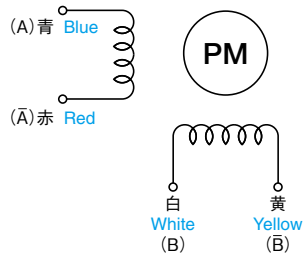 (A) 青 Blue
PM
(Ā) 赤 Red
白 黄
White Yellow
(B) (B̄)